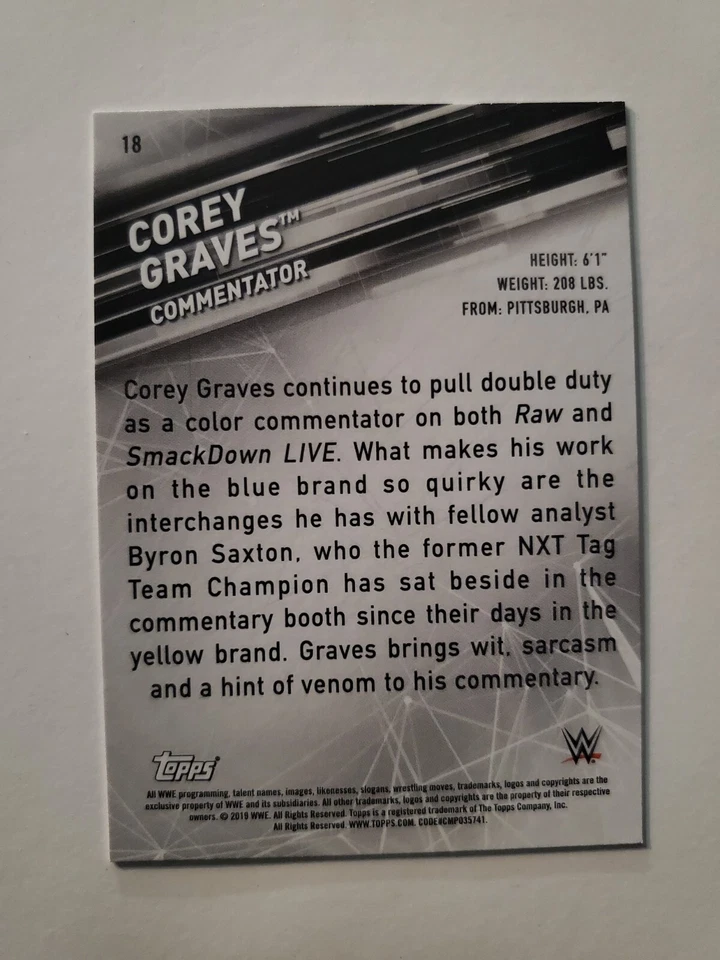 18
COREY
GRAVES™
COMMENTATOR
HEIGHT: 6'1"
WEIGHT: 208 LBS.
FROM: PITTSBURGH, PA
Corey Graves continues to pull double duty
as a color commentator on both Raw and
SmackDown LIVE. What makes his work
on the blue brand so quirky are the
interchanges he has with fellow analyst
Byron Saxton, who the former NXT Tag
Team Champion has sat beside in the
commentary booth since their days in the
yellow brand. Graves brings wit, sarcasm
and a hint of venom to his commentary.
Topps®
W
All WWE programming, talent names, images, likenesses, slogans, wrestling moves, trademarks, logos and copyrights are the
exclusive property of WWE and its subsidiaries. All other trademarks, logos and copyrights are the property of their respective
owners. © 2019 WWE. All Rights Reserved. Topps is a registered trademark of The Topps Company, Inc.
All Rights Reserved. WWW.TOPPS.COM. CODE#CMP035741.